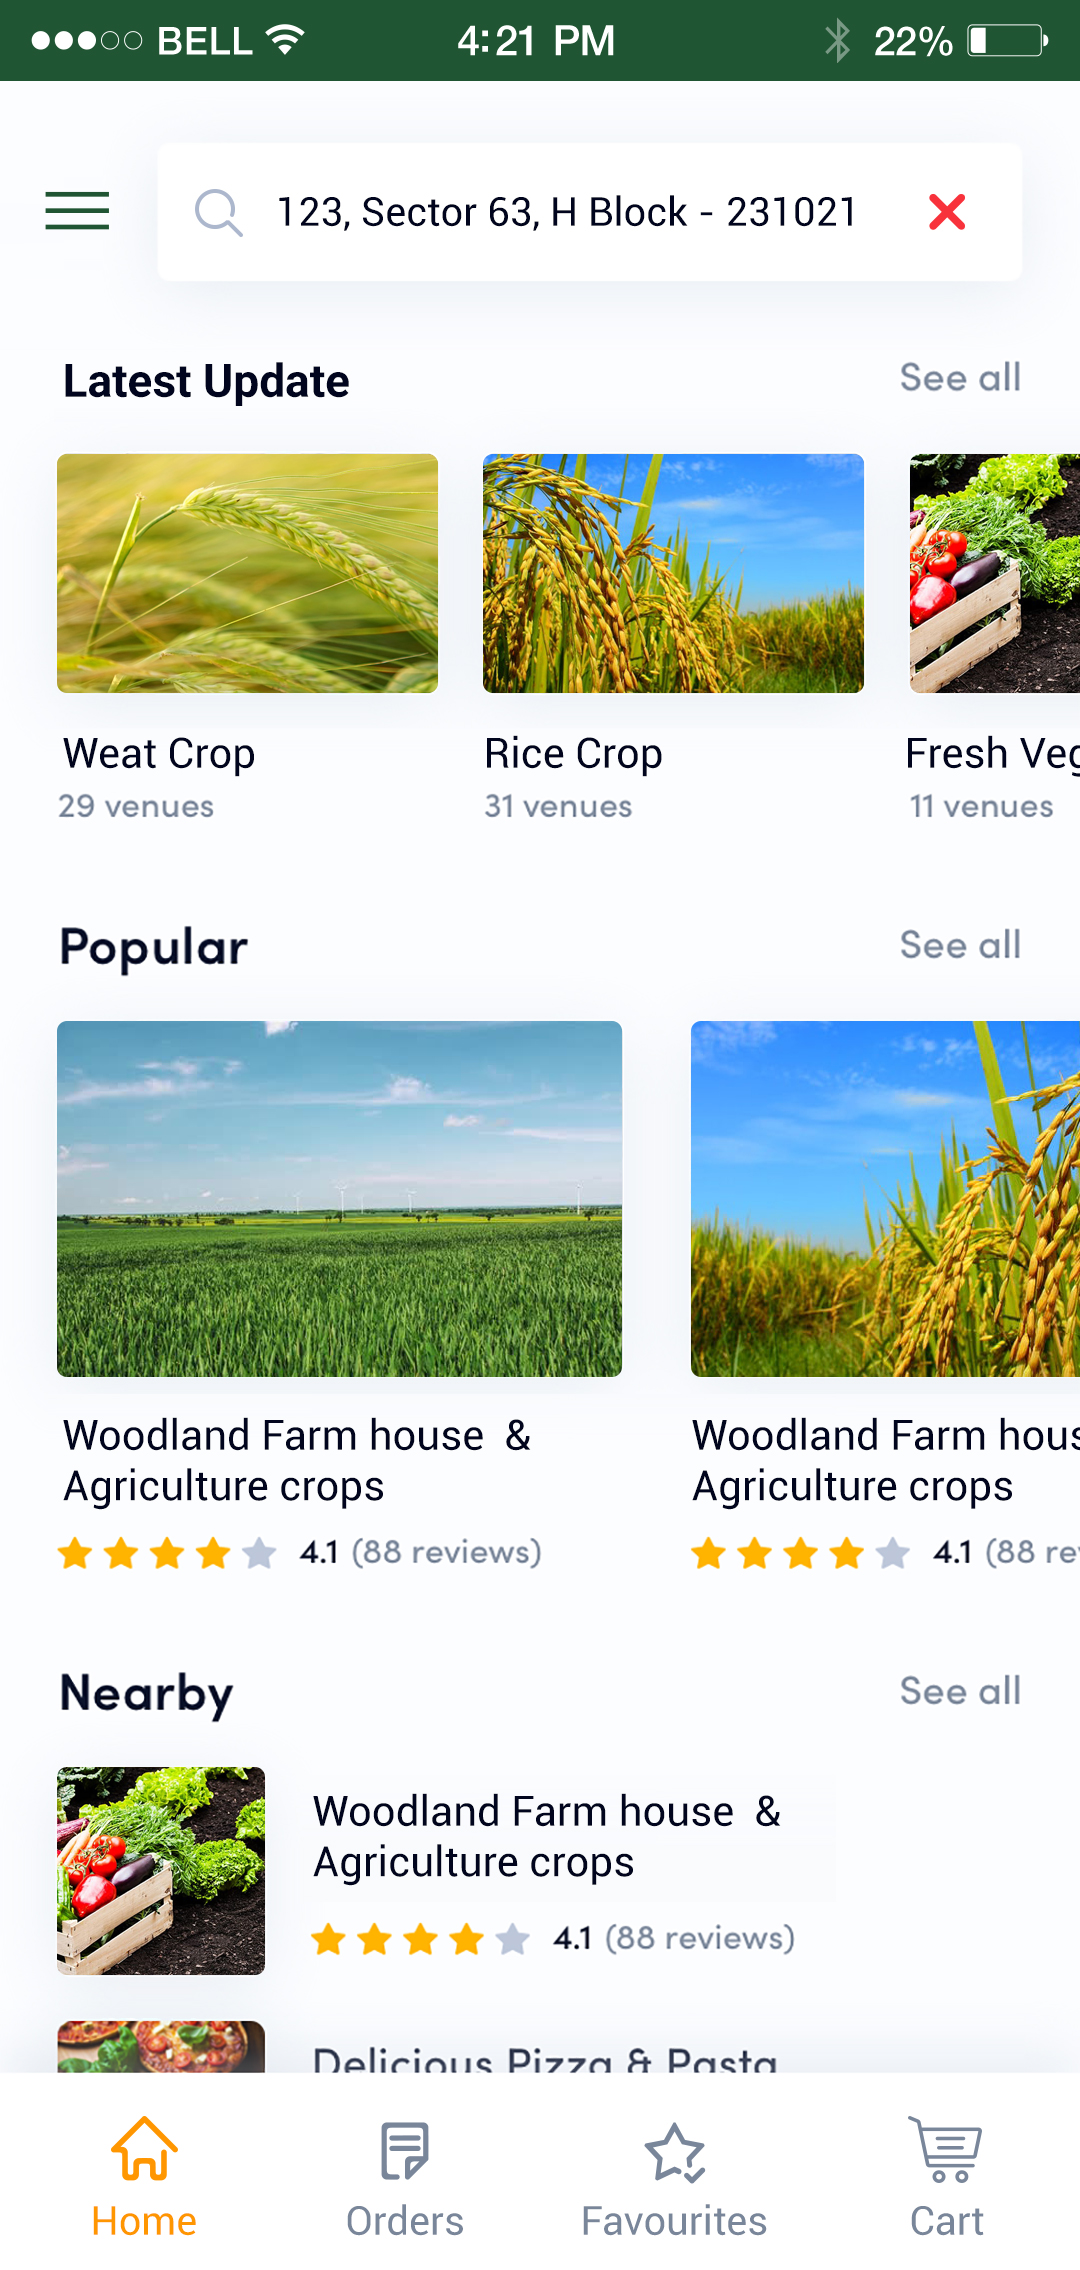 BELL 4:21 PM 22%
123, Sector 63, H Block - 231021
Latest Update See all
Weat Crop Rice Crop Fresh
29 venues 31 venues 11 venues
Popular See all
Woodland Farm house & Woodland Farm
Agriculture crops Agriculture crops
4.1 (88 reviews) 4.1 (88
Nearby See all
Woodland Farm house &
Agriculture crops
4.1 (88 reviews)
Delicious Pizza & Pasta
Home Orders Favourites Cart